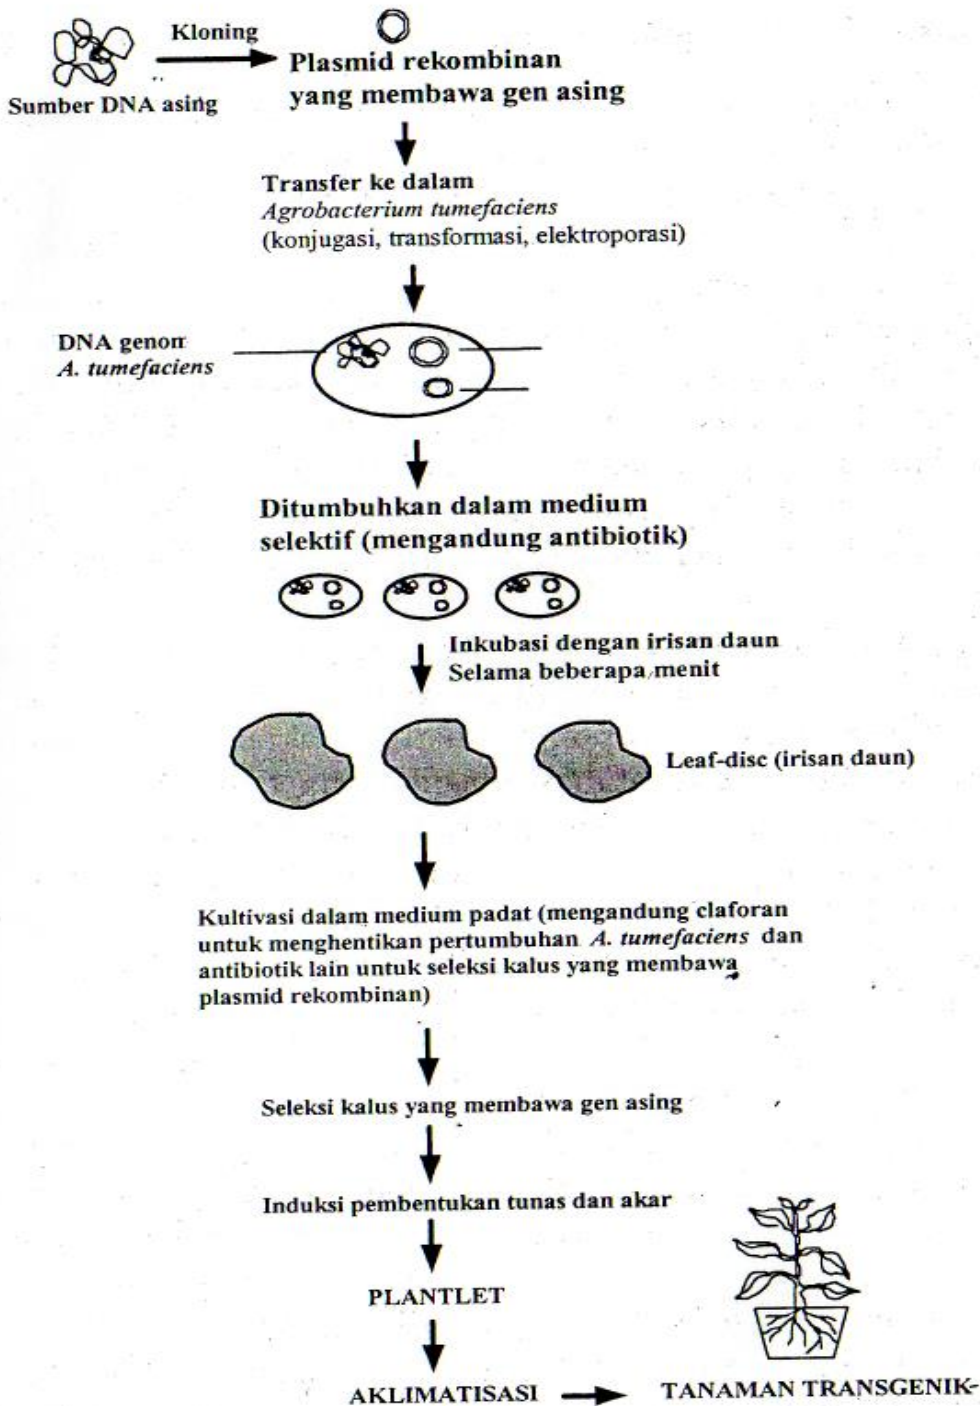 Kloning
Sumber DNA asing
Plasmid rekombinan
yang membawa gen asing
Transfer ke dalam
Agrobacterium tumefaciens
(konjugasi, transformasi, elektroporasi)
DNA genom
A. tumefaciens
Ditumbuhkan dalam medium
selektif (mengandung antibiotik)
Inkubasi dengan irisan daun
Selama beberapa menit
Leaf-disc (irisan daun)
Kultivasi dalam medium padat (mengandung claforan
untuk menghentikan pertumbuhan A. tumefaciens dan
antibiotik lain untuk seleksi kalus yang membawa
plasmid rekombinan)
Seleksi kalus yang membawa gen asing
Induksi pembentukan tunas dan akar
PLANTLET
AKLIMATISASI
TANAMAN TRANSGENIK-